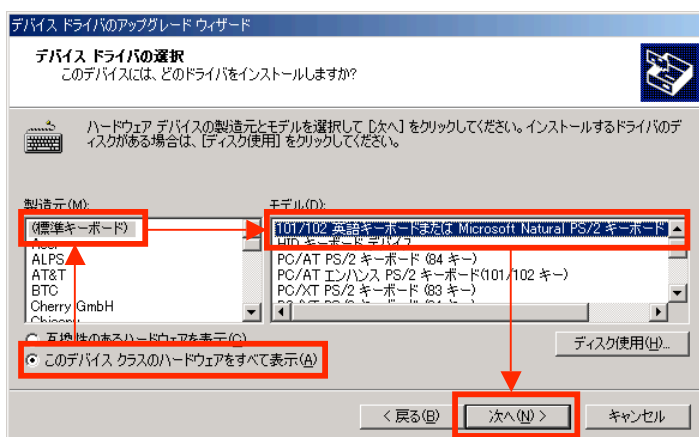 デバイス ドライバのアップグレード ウィザード
デバイス ドライバの選択
このデバイスには、どのドライバをインストールしますか?
ハードウェア デバイスの製造元とモデルを選択して [次へ] をクリックしてください。インストールするドライバのデ
ィスクがある場合は、[ディスク使用] をクリックしてください。
製造元(M):
モデル(D):
(標準キーボード)
Acer
ALPS
AT&T
BTC
Cherry GmbH
Chicony
101/102 英語キーボードまたは Microsoft Natural PS/2 キーボード
HID キーボード デバイス
PC/AT PS/2 キーボード (84 キー)
PC/AT エンハンス PS/2 キーボード(101/102 キー)
PC/XT PS/2 キーボード (83 キー)
互換性のあるハードウェアを表示(C)
このデバイス クラスのハードウェアをすべて表示(A)
ディスク使用(H)...
< 戻る(B)
次へ(N) >
キャンセル